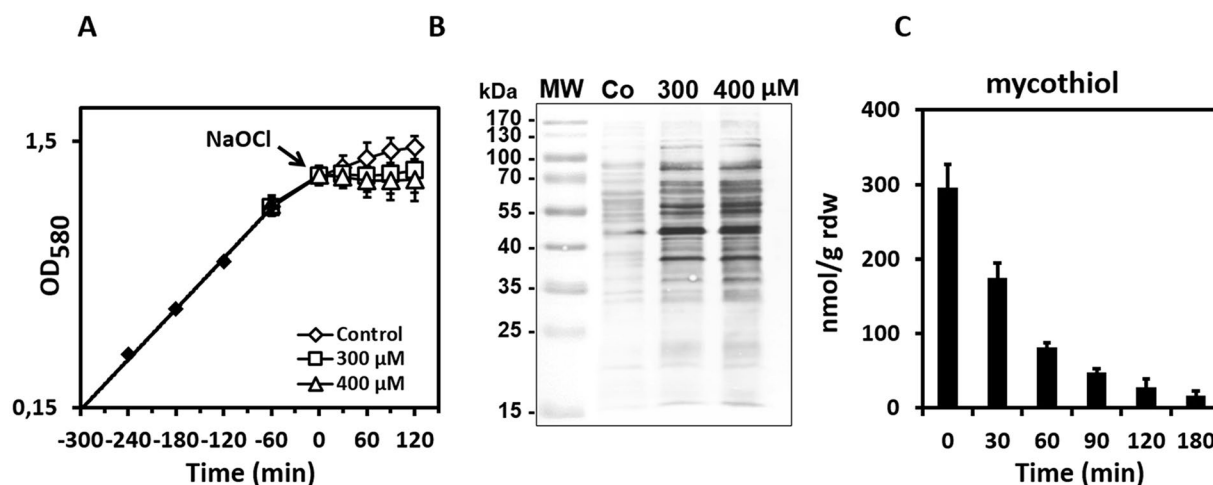 A
B
C
NaOCl
1,5
0,15
OD580
-300 -240 -180 -120 -60 0 60 120
Time (min)
Control
300 µM
400 µM
kDa MW Co 300 400 µM
170
130
100
70
55
40
35
25
15
mycothiol
nmol/g rdw
400
300
200
100
0
0 30 60 90 120 180
Time (min)